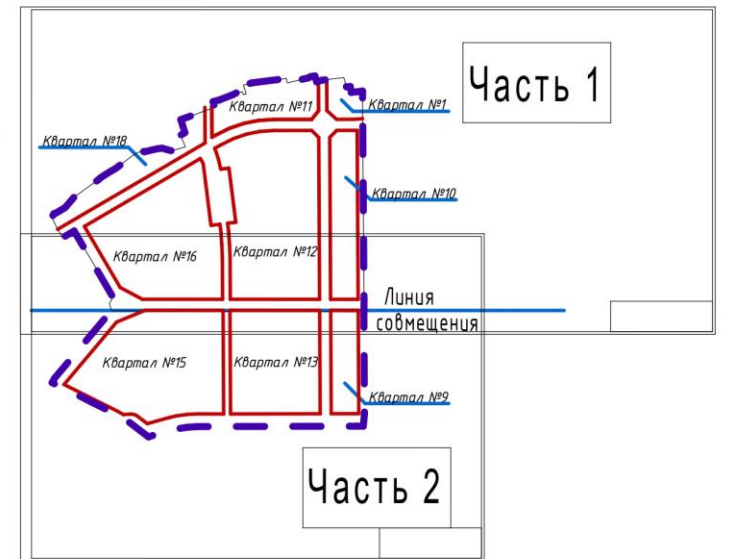 Часть 1
Квартал №11
Квартал №1
Квартал №18
Квартал №10
Квартал №16
Квартал №12
Линия
совмещения
Квартал №15
Квартал №13
Квартал №9
Часть 2